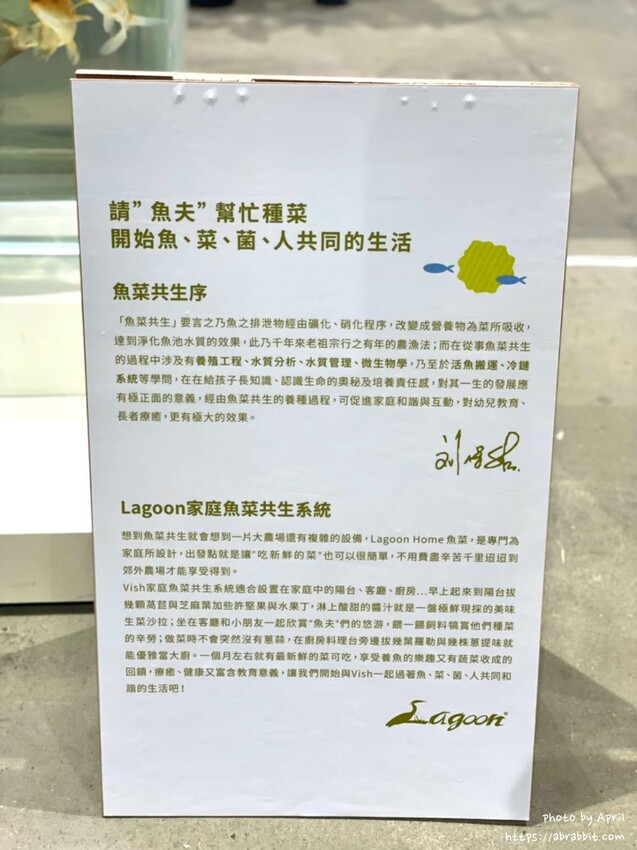 請” 魚夫” 幫忙種菜
開始魚、菜、菌、人共同的生活
魚菜共生序
「魚菜共生」要言之乃魚之排泄物經由礦化、硝化程序，改變成營養物為菜所吸收，
達到淨化魚池水質的效果，此乃千年來老祖宗行之有年的農漁法；而在從事魚菜共生
的過程中涉及有養殖工程、水質分析、水質管理、微生物學，乃至於活魚搬運、冷鏈
系統等學問，在在給孩子長知識、認識生命的奧秘及培養責任感，對其一生的發展應
有極正面的意義，經由魚菜共生的養種過程，可促進家庭和諧與互動，對幼兒教育、
長者療癒，更有極大的效果。
Lagoon家庭魚菜共生系統
想到魚菜共生就會想到一片大農場還有複雜的設備，Lagoon Home魚菜，是專門為
家庭所設計，出發點就是讓“吃新鮮的菜”也可以很簡單，不用費盡辛苦千里迢迢到
郊外農場才能享受得到。
Vish家庭魚菜共生系統適合設置在家庭中的陽台、客廳、廚房...早上起來到陽台拔
幾顆萵苣與芝麻葉加些許堅果與水果丁，淋上酸甜的醬汁就是一盤極鮮現採的美味
生菜沙拉；坐在客廳和小朋友一起欣賞“魚夫”們的悠游，餵一餵飼料犒賞他們種菜
的辛勞；做菜時不會突然沒有蔥蒜，在廚房料理台旁邊拔幾葉羅勒與幾株蔥提味就
能優雅當大廚。一個月左右就有最新鮮的菜可吃，享受養魚的樂趣又有蔬菜收成的
回饋，療癒、健康又富含教育意義，讓我們開始與Vish一起過著魚、菜、菌、人共同和
諧的生活吧！
Lagoon®
photo by April
https://abrabbit.com